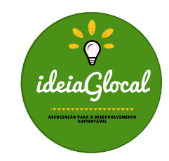 ideiaGlocal
ASSOCIAÇÃO PARA O DESENVOLVIMENTO
SUSTENTÁVEL